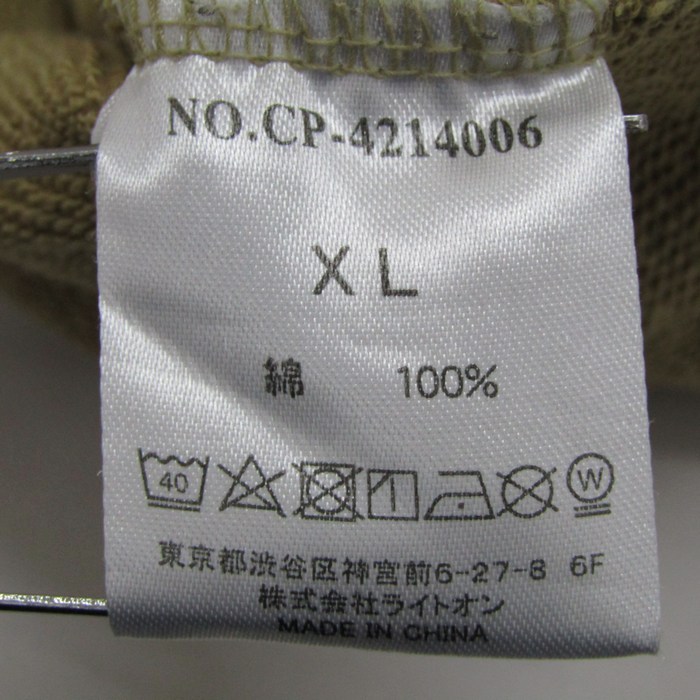 NO.CP-4214006
XL
綿 100%
40 W
東京都渋谷区神宮前6-27-8 6F
株式会社ライトオン
MADE IN CHINA